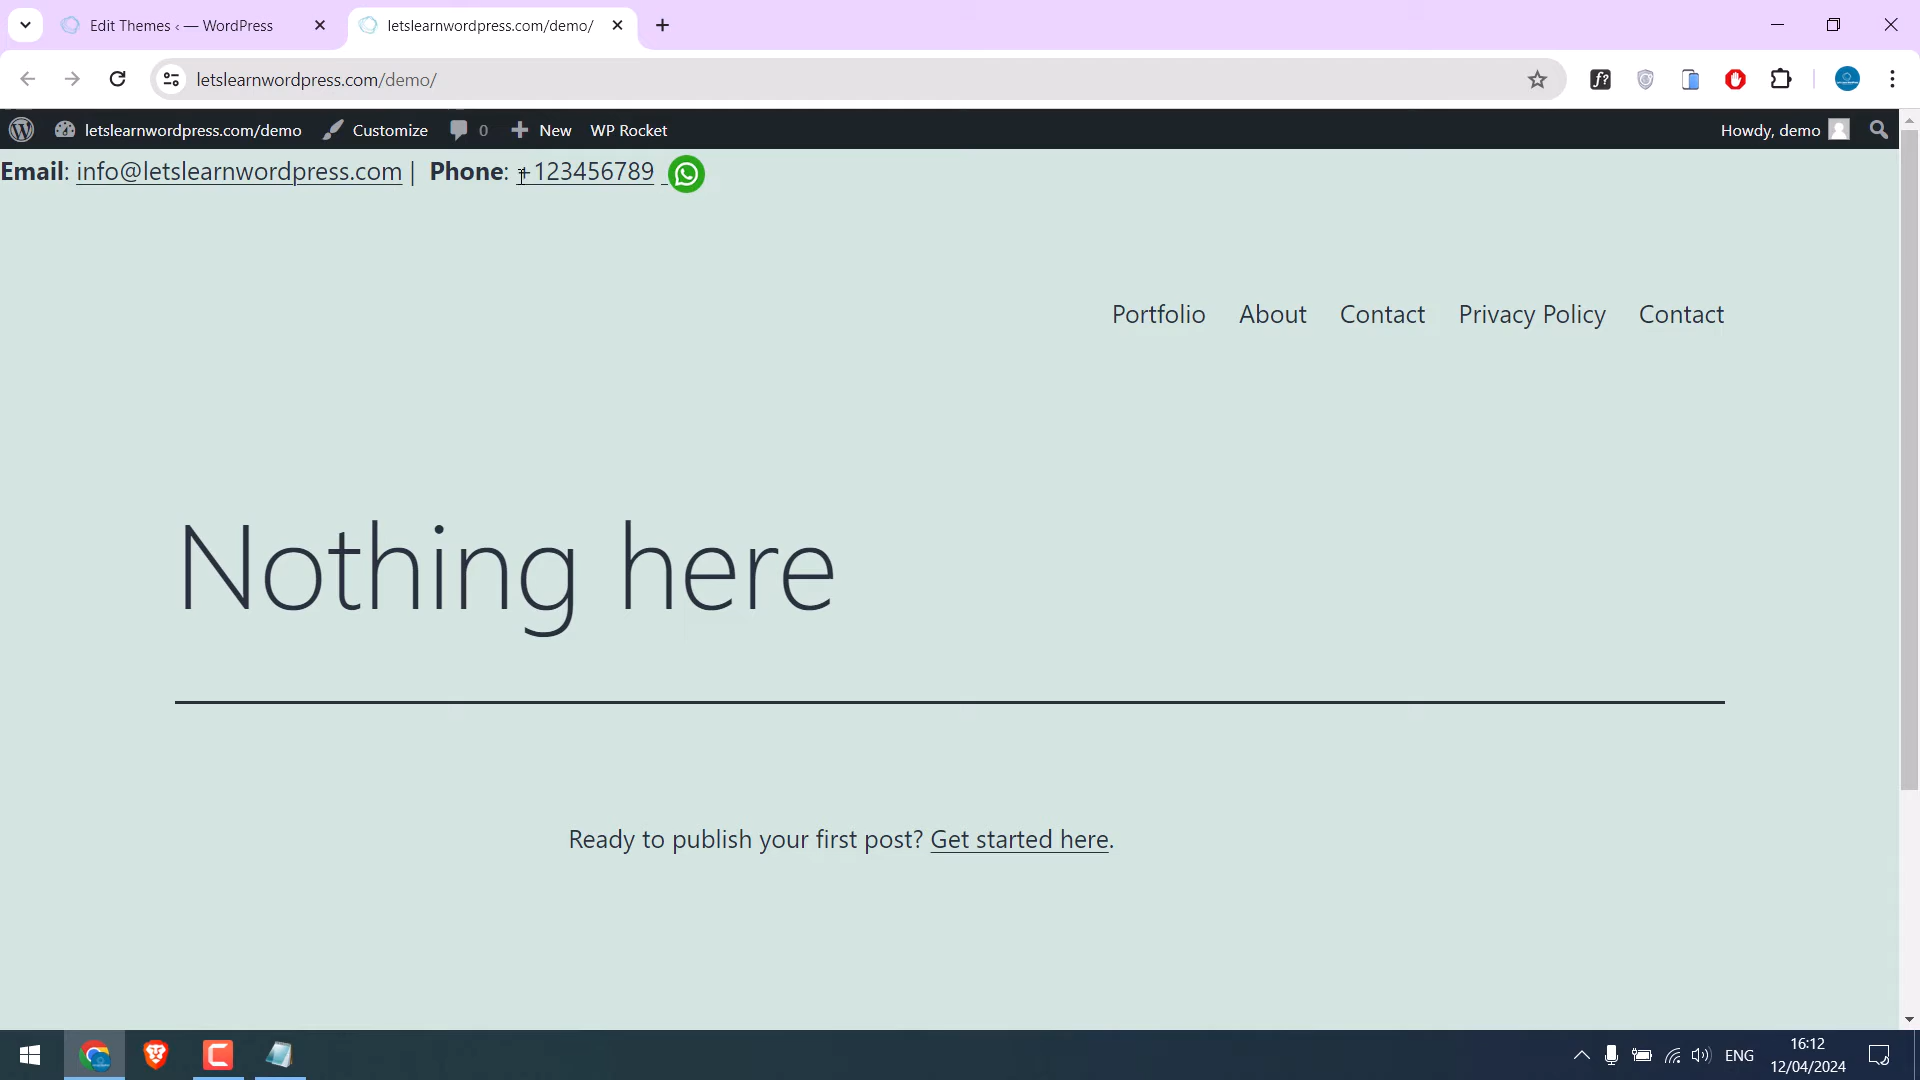 Edit Themes ‹ — WordPress
letslearnwordpress.com/demo/
letslearnwordpress.com/demo/
letslearnwordpress.com/demo Customize 0 New WP Rocket Howdy, demo
Email: info@letslearnwordpress.com | Phone: +123456789
Portfolio About Contact Privacy Policy Contact
Nothing here
Ready to publish your first post? Get started here.
ENG
16:12
12/04/2024